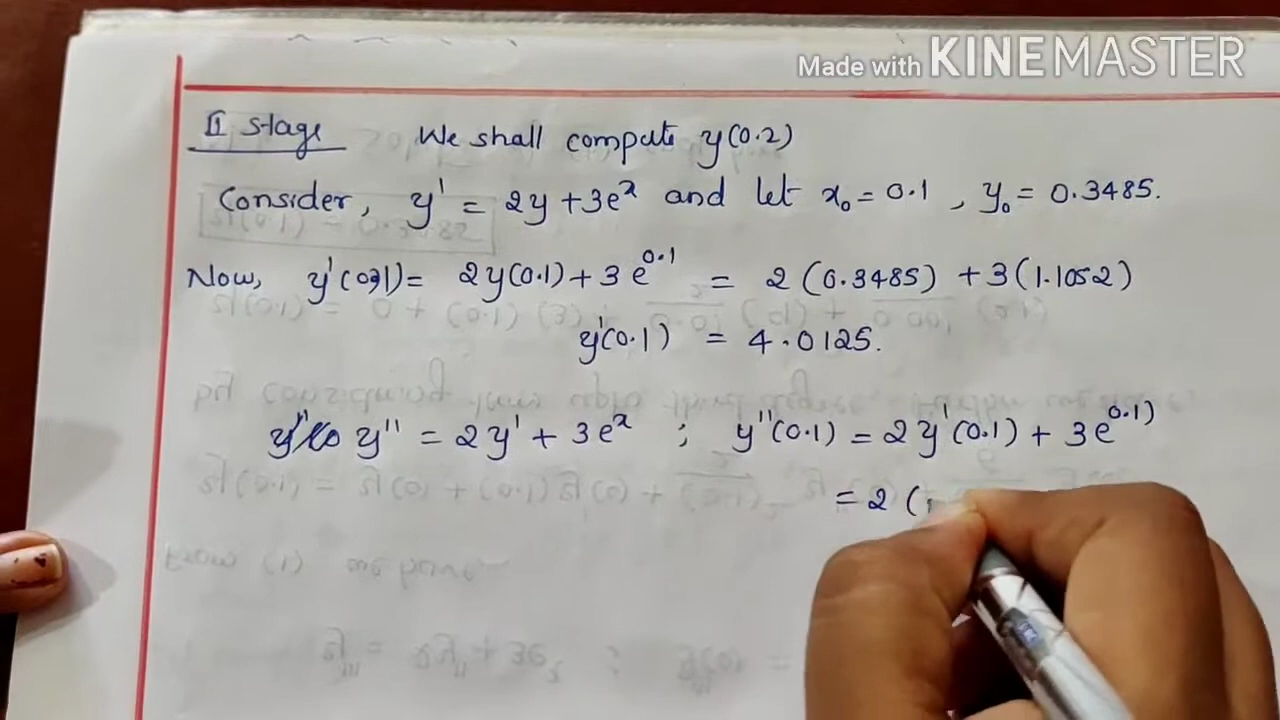 Made with KINEMASTER
II stage We shall compute y(0.2)
Consider, y' = 2y + 3eˣ and let x₀ = 0.1 , y₀ = 0.3485.
Now, y'(0.1) = 2y(0.1) + 3e^0.1 = 2 (0.3485) + 3(1.1052)
y'(0.1) = 4.0125.
y'' = 2y' + 3eˣ ; y''(0.1) = 2y'(0.1) + 3e^0.1)
= 2 (